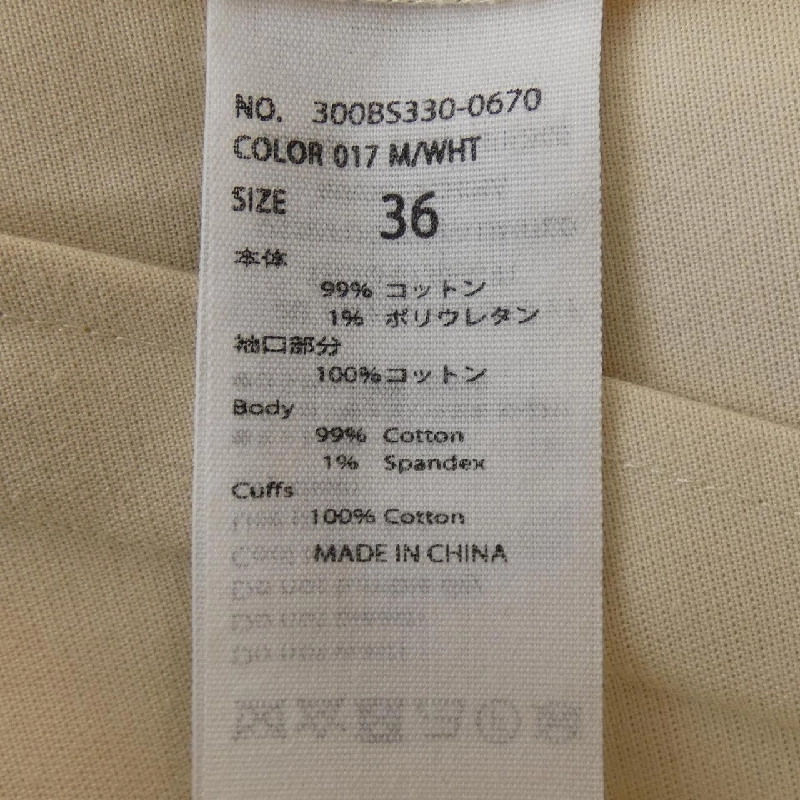 NO. 300BS330-0670
COLOR 017 M/WHT
SIZE 36
本体
99% コットン
1% ポリウレタン
袖口部分
100% コットン
Body
99% Cotton
1% Spandex
Cuffs
100% Cotton
MADE IN CHINA